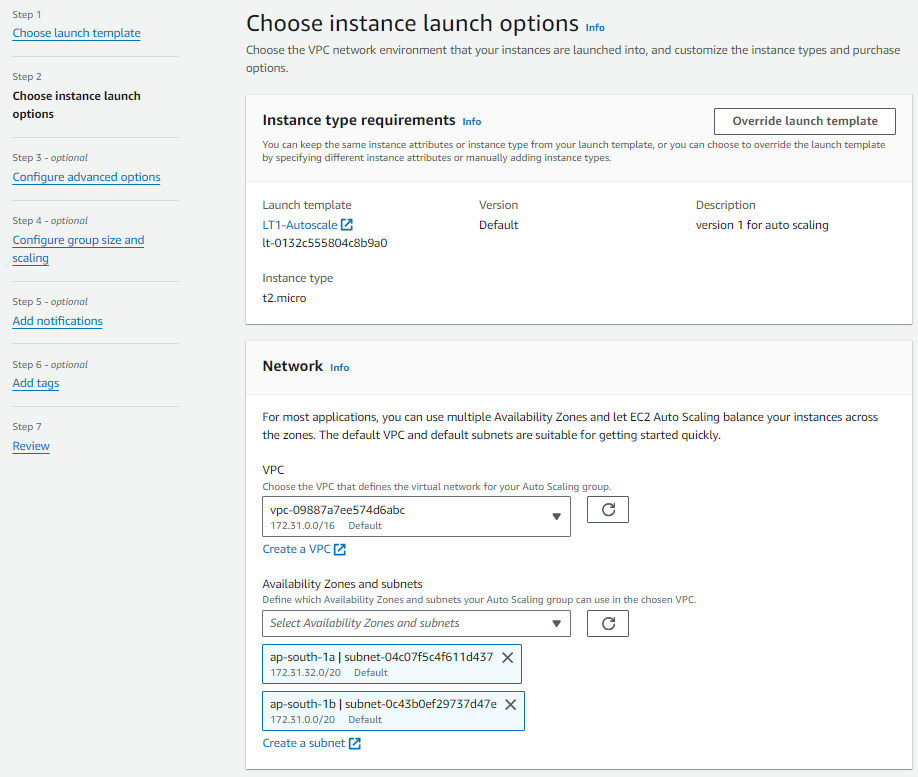 Step 1
Choose launch template
Step 2
Choose instance launch
options
Step 3 - optional
Configure advanced options
Step 4 - optional
Configure group size and
scaling
Step 5 - optional
Add notifications
Step 6 - optional
Add tags
Step 7
Review
Choose instance launch options Info
Choose the VPC network environment that your instances are launched into, and customize the instance types and purchase
options.
Instance type requirements Info
Override launch template
You can keep the same instance attributes or instance type from your launch template, or you can choose to override the launch template
by specifying different instance attributes or manually adding instance types.
Launch template
LT1-Autoscale
lt-0132c555804c8b9a0
Version
Default
Description
version 1 for auto scaling
Instance type
t2.micro
Network Info
For most applications, you can use multiple Availability Zones and let EC2 Auto Scaling balance your instances across
the zones. The default VPC and default subnets are suitable for getting started quickly.
VPC
Choose the VPC that defines the virtual network for your Auto Scaling group.
vpc-09887a7ee574d6abc
172.31.0.0/16 Default
Create a VPC
Availability Zones and subnets
Define which Availability Zones and subnets your Auto Scaling group can use in the chosen VPC.
Select Availability Zones and subnets
ap-south-1a | subnet-04c07f5c4f611d437
172.31.32.0/20 Default
ap-south-1b | subnet-0c43b0ef29737d47e
172.31.0.0/20 Default
Create a subnet